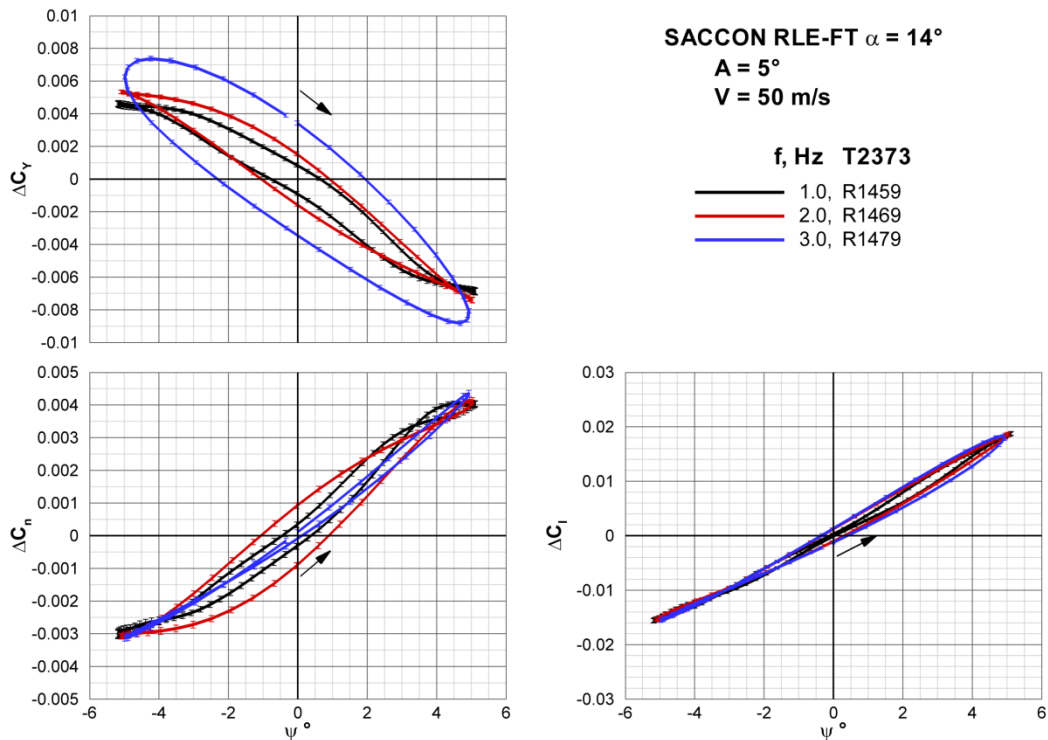 SACCON RLE-FT α = 14°
A = 5°
V = 50 m/s
f, Hz T2373
1.0, R1459
2.0, R1469
3.0, R1479
ΔC_Y
0.01
0.008
0.006
0.004
0.002
0
-0.002
-0.004
-0.006
-0.008
-0.01
ΔC_n
0.005
0.004
0.003
0.002
0.001
0
-0.001
-0.002
-0.003
-0.004
-0.005
-6 -4 -2 0 2 4 6
ψ °
ΔC_l
0.03
0.02
0.01
0
-0.01
-0.02
-0.03
-6 -4 -2 0 2 4 6
ψ °